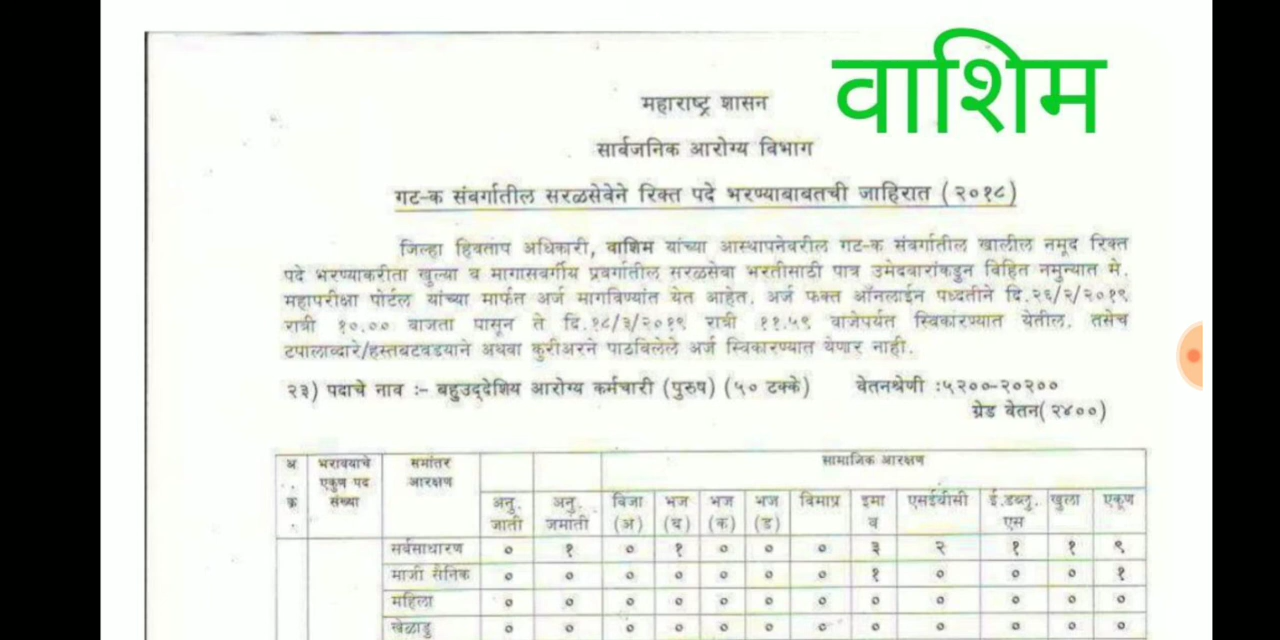 वाशिम
महाराष्ट्र शासन
सार्वजनिक आरोग्य विभाग
गट-क संवर्गातील सरळसेवेने रिक्त पदे भरण्याबाबतची जाहिरात (२०१८)
जिल्हा हिवताप अधिकारी, वाशिम यांच्या आस्थापनेवरील गट-क संवर्गातील खालील नमूद रिक्त
पदे भरण्याकरीता खुल्या व मागासवर्गीय प्रवर्गातील सरळसेवा भरतीसाठी पात्र उमेदवारांकडुन विहित नमुन्यात मे.
महापरीक्षा पोर्टल यांच्या मार्फत अर्ज मागविण्यांत येत आहेत. अर्ज फक्त ऑनलाईन पध्दतीने दि.२६/२/२०१९
रात्री १०.०० वाजता पासून ते दि.१८/३/२०१९ रात्री ११.५९ वाजेपर्यंत स्विकारण्यात येतील. तसेच
टपालाव्दारे/हस्तबटवडयाने अथवा कुरीअरने पाठविलेले अर्ज स्विकारण्यात येणार नाही.
२३) पदाचे नाव :- बहुउद्देशिय आरोग्य कर्मचारी (पुरुष) (५० टक्के) वेतनश्रेणी :५२००-२०२००
ग्रेड वेतन(२४००)
अ भरावयाचे समांतर सामाजिक आरक्षण
एकुण पद आरक्षण
क्र संख्या अनु. अनु. विजा भज भज भज विमाप्र इमा एसईबीसी ई.डब्लु. खुला एकूण
जाती जमाती (अ) (ब) (क) (ड) व एस
सर्वसाधारण ० १ ० १ ० ० ० ३ २ १ १ ९
माजी सैनिक ० ० ० ० ० ० ० १ ० ० ० १
महिला ० ० ० ० ० ० ० ० ० ० ० ०
खेळाडु ० ० ० ० ० ० ० ० ० ० ० ०